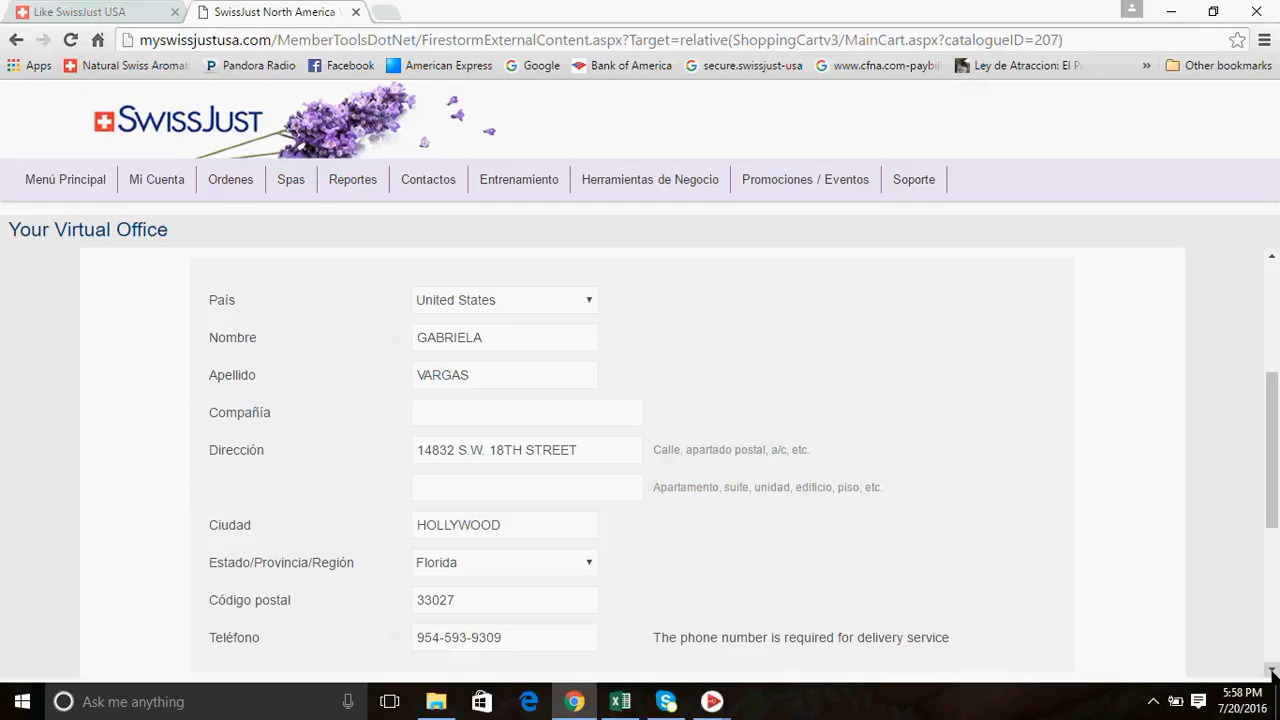 Like SwissJust USA
SwissJust North America
myswissjustusa.com/MemberToolsDotNet/FirestormExternalContent.aspx?Target=relative(ShoppingCartv3/MainCart.aspx?catalogueID=207)
Apps Natural Swiss Aromat Pandora Radio Facebook American Express Google Bank of America secure.swissjust-usa www.cfna.com-paybil Ley de Atraccion: El P » Other bookmarks
SWISSJUST
Menú Principal Mi Cuenta Ordenes Spas Reportes Contactos Entrenamiento Herramientas de Negocio Promociones / Eventos Soporte
Your Virtual Office
País United States
Nombre GABRIELA
Apellido VARGAS
Compañía
Dirección 14832 S.W. 18TH STREET Calle, apartado postal, a/c, etc.
Apartamento, suite, unidad, edificio, piso, etc.
Ciudad HOLLYWOOD
Estado/Provincia/Región Florida
Código postal 33027
Teléfono 954-593-9309 The phone number is required for delivery service
Ask me anything
5:58 PM
7/20/2016